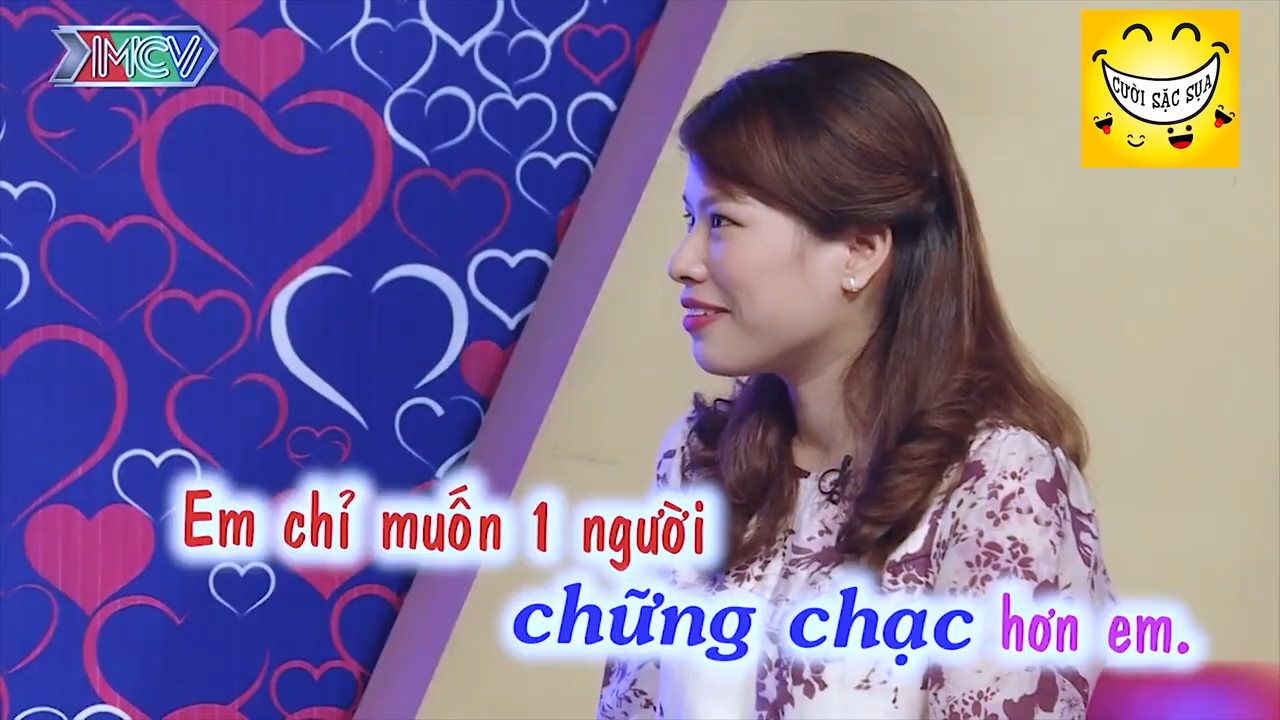 MCV
CƯỜI SẶC SỤA
Em chỉ muốn 1 người
chững chạc hơn em.